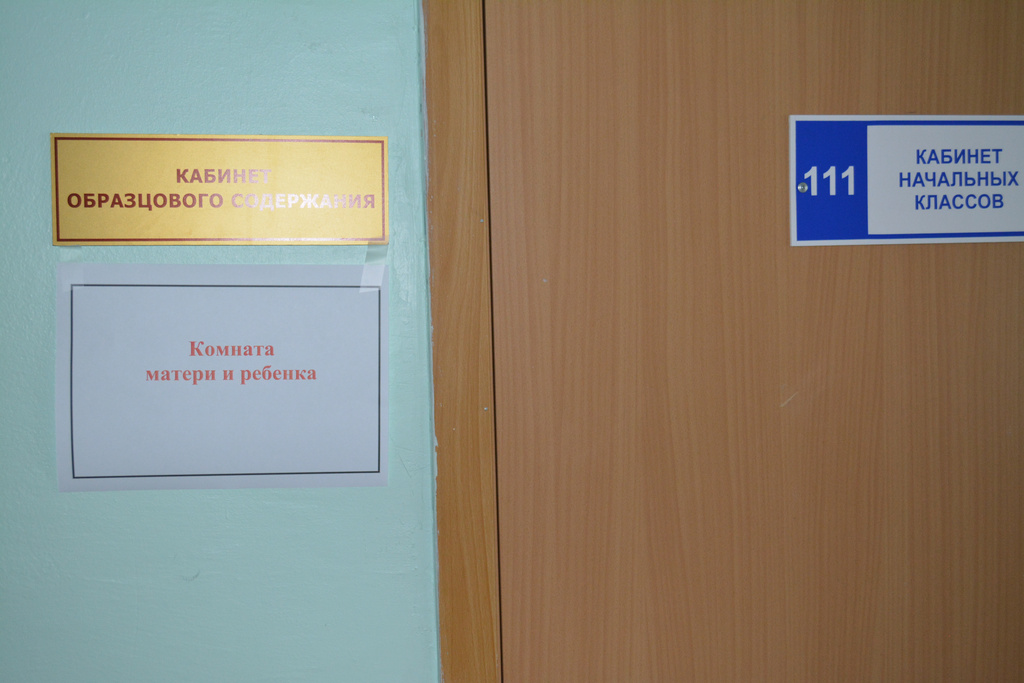 КАБИНЕТ
ОБРАЗЦОВОГО СОДЕРЖАНИЯ
Комната
матери и ребенка
111
КАБИНЕТ
НАЧАЛЬНЫХ
КЛАССОВ